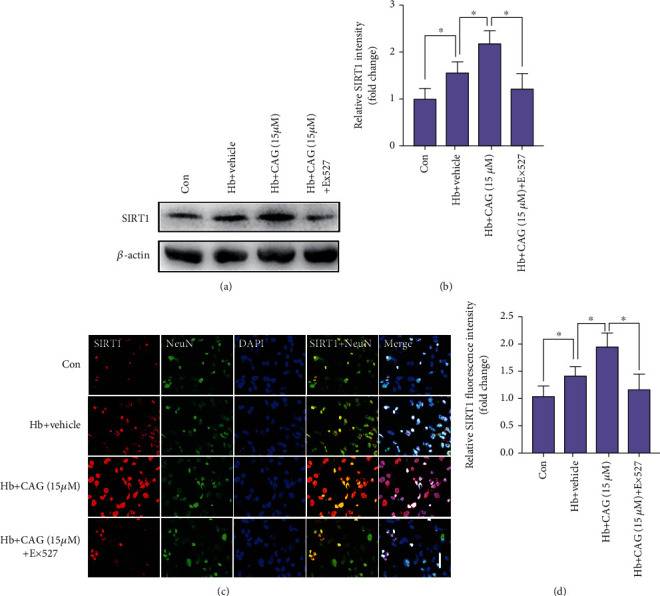 Con
Hb+vehicle
Hb+CAG (15µM)
Hb+CAG (15µM)
+Ex527
SIRT1
β-actin
(a)
Relative SIRT1 intensity
(fold change)
3
2
1
0
*
*
*
Con
Hb+vehicle
Hb+CAG (15 µM)
Hb+CAG (15 µM)+E×527
(b)
SIRT1
NeuN
DAPI
SIRT1+NeuN
Merge
Con
Hb+vehicle
Hb+CAG (15µM)
Hb+CAG (15µM)
+E×527
(c)
Relative SIRT1 fluorescence intensity
(fold change)
2.5
2.0
1.5
1.0
0.5
0.0
*
*
*
Con
Hb+vehicle
Hb+CAG (15 µM)
Hb+CAG (15 µM)+E×527
(d)